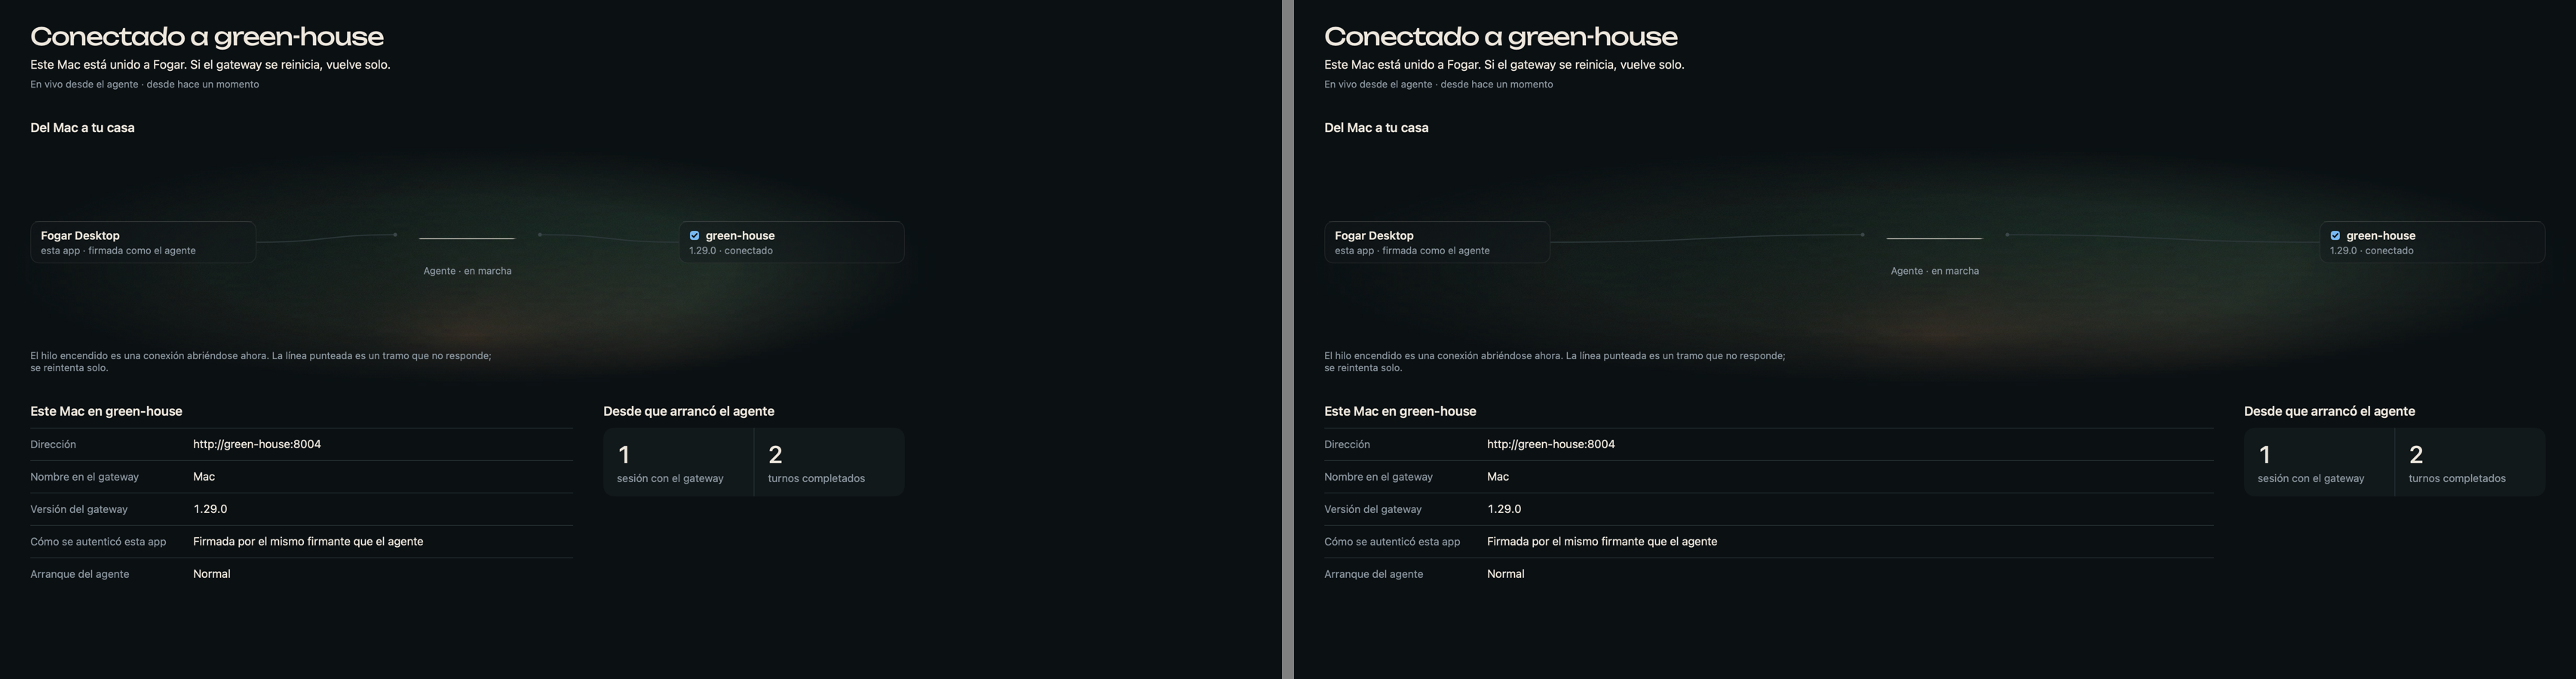 Conectado a green-house
Este Mac está unido a Fogar. Si el gateway se reinicia, vuelve solo.
En vivo desde el agente · desde hace un momento
Del Mac a tu casa
Fogar Desktop
esta app · firmada como el agente
Agente · en marcha
green-house
1.29.0 · conectado
El hilo encendido es una conexión abriéndose ahora. La línea punteada es un tramo que no responde;
se reintenta solo.
Este Mac en green-house
Dirección http://green-house:8004
Nombre en el gateway Mac
Versión del gateway 1.29.0
Cómo se autenticó esta app Firmada por el mismo firmante que el agente
Arranque del agente Normal
Desde que arrancó el agente
1 2
sesión con el gateway turnos completados
Conectado a green-house
Este Mac está unido a Fogar. Si el gateway se reinicia, vuelve solo.
En vivo desde el agente · desde hace un momento
Del Mac a tu casa
Fogar Desktop
esta app · firmada como el agente
Agente · en marcha
green-house
1.29.0 · conectado
El hilo encendido es una conexión abriéndose ahora. La línea punteada es un tramo que no responde;
se reintenta solo.
Este Mac en green-house
Dirección http://green-house:8004
Nombre en el gateway Mac
Versión del gateway 1.29.0
Cómo se autenticó esta app Firmada por el mismo firmante que el agente
Arranque del agente Normal
Desde que arrancó el agente
1 2
sesión con el gateway turnos completados